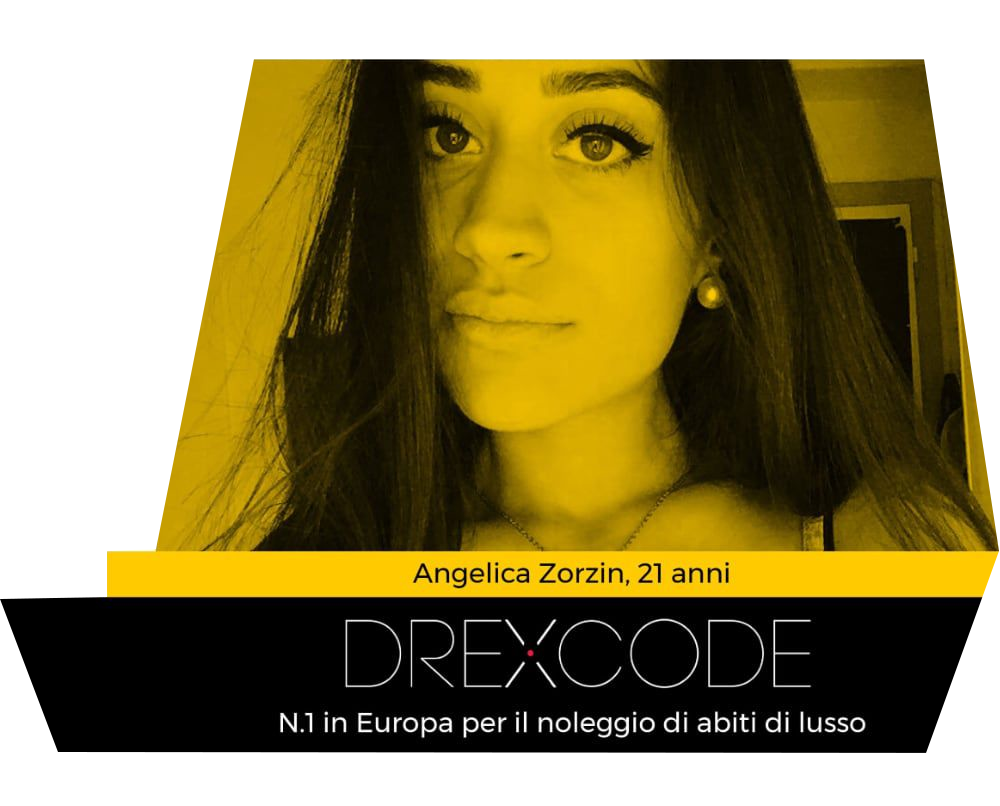 Angelica Zorzin, 21 anni
DREXCODE
N.1 in Europa per il noleggio di abiti di lusso